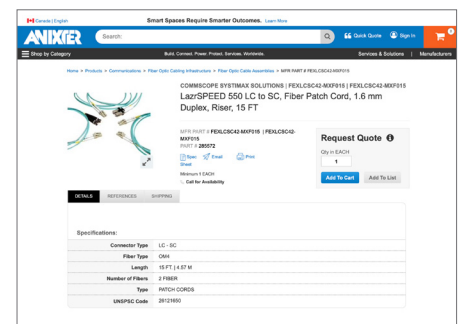 Canada | English
Smart Spaces Require Smarter Outcomes. Learn More
ANIXTER
Search:
Quick Quote
Sign In
0
Shop by Category
Build. Connect. Power. Protect. Services. Worldwide.
Services & Solutions | Manufacturers
Home > Products > Communications > Fiber Optic Cabling Infrastructure > Fiber Optic Cable Assemblies > MFR PART # FEXLCSC42-MXF015
COMMSCOPE SYSTIMAX SOLUTIONS | FEXLCSC42-MXF015 | FEXLCSC42-MXF015
LazrSPEED 550 LC to SC, Fiber Patch Cord, 1.6 mm
Duplex, Riser, 15 FT
MFR PART # FEXLCSC42-MXF015 | FEXLCSC42-
MXF015
PART # 285572
Spec
Sheet
Email
Print
Minimum 1 EACH
Call for Availability
Request Quote
Qty in EACH
1
Add To Cart
Add To List
DETAILS
REFERENCES
SHIPPING
Specifications:
Connector Type LC - SC
Fiber Type OM4
Length 15 FT. | 4.57 M
Number of Fibers 2 FIBER
Type PATCH CORDS
UNSPSC Code 26121650